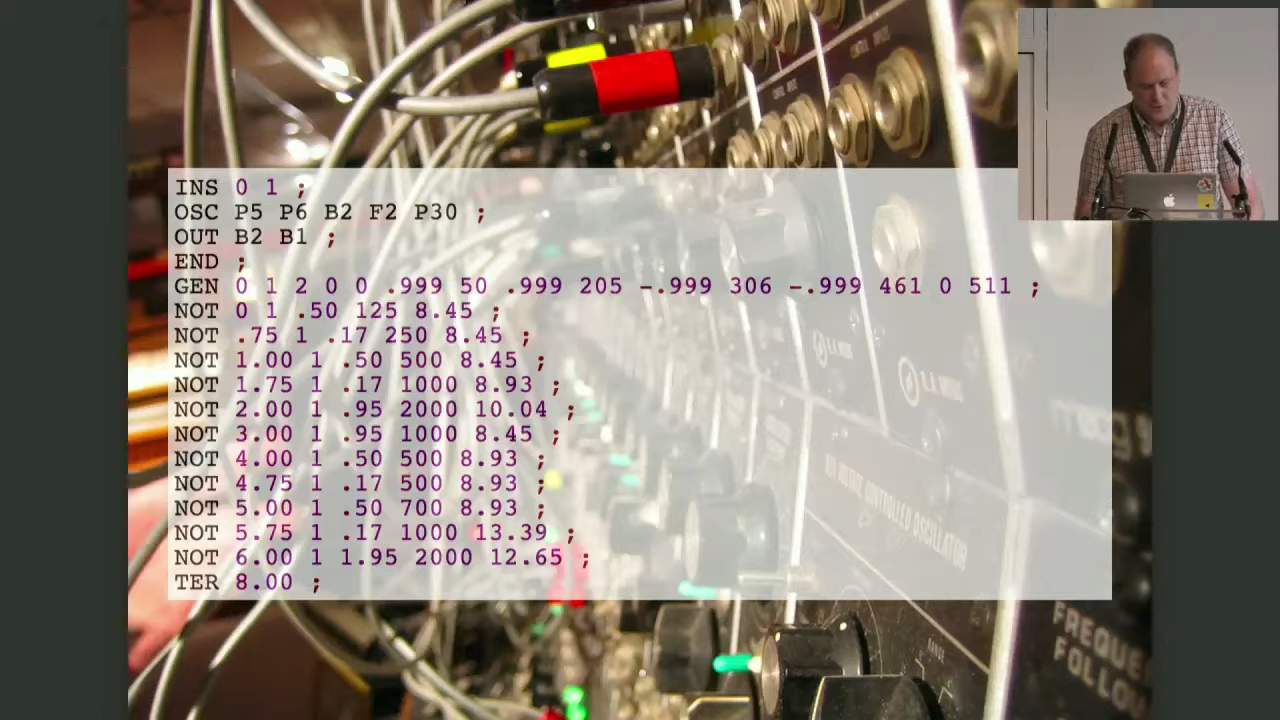 INS 0 1 ;
OSC P5 P6 B2 F2 P30 ;
OUT B2 B1 ;
END ;
GEN 0 1 2 0 0 .999 50 .999 205 -.999 306 -.999 461 0 511 ;
NOT 0 1 .50 125 8.45 ;
NOT .75 1 .17 250 8.45 ;
NOT 1.00 1 .50 500 8.45 ;
NOT 1.75 1 .17 1000 8.93 ;
NOT 2.00 1 .95 2000 10.04 ;
NOT 3.00 1 .95 1000 8.45 ;
NOT 4.00 1 .50 500 8.93 ;
NOT 4.75 1 .17 500 8.93 ;
NOT 5.00 1 .50 700 8.93 ;
NOT 5.75 1 .17 1000 13.39 ;
NOT 6.00 1 1.95 2000 12.65 ;
TER 8.00 ;
CONTROLLED OSCILLATOR
moog
RANGE